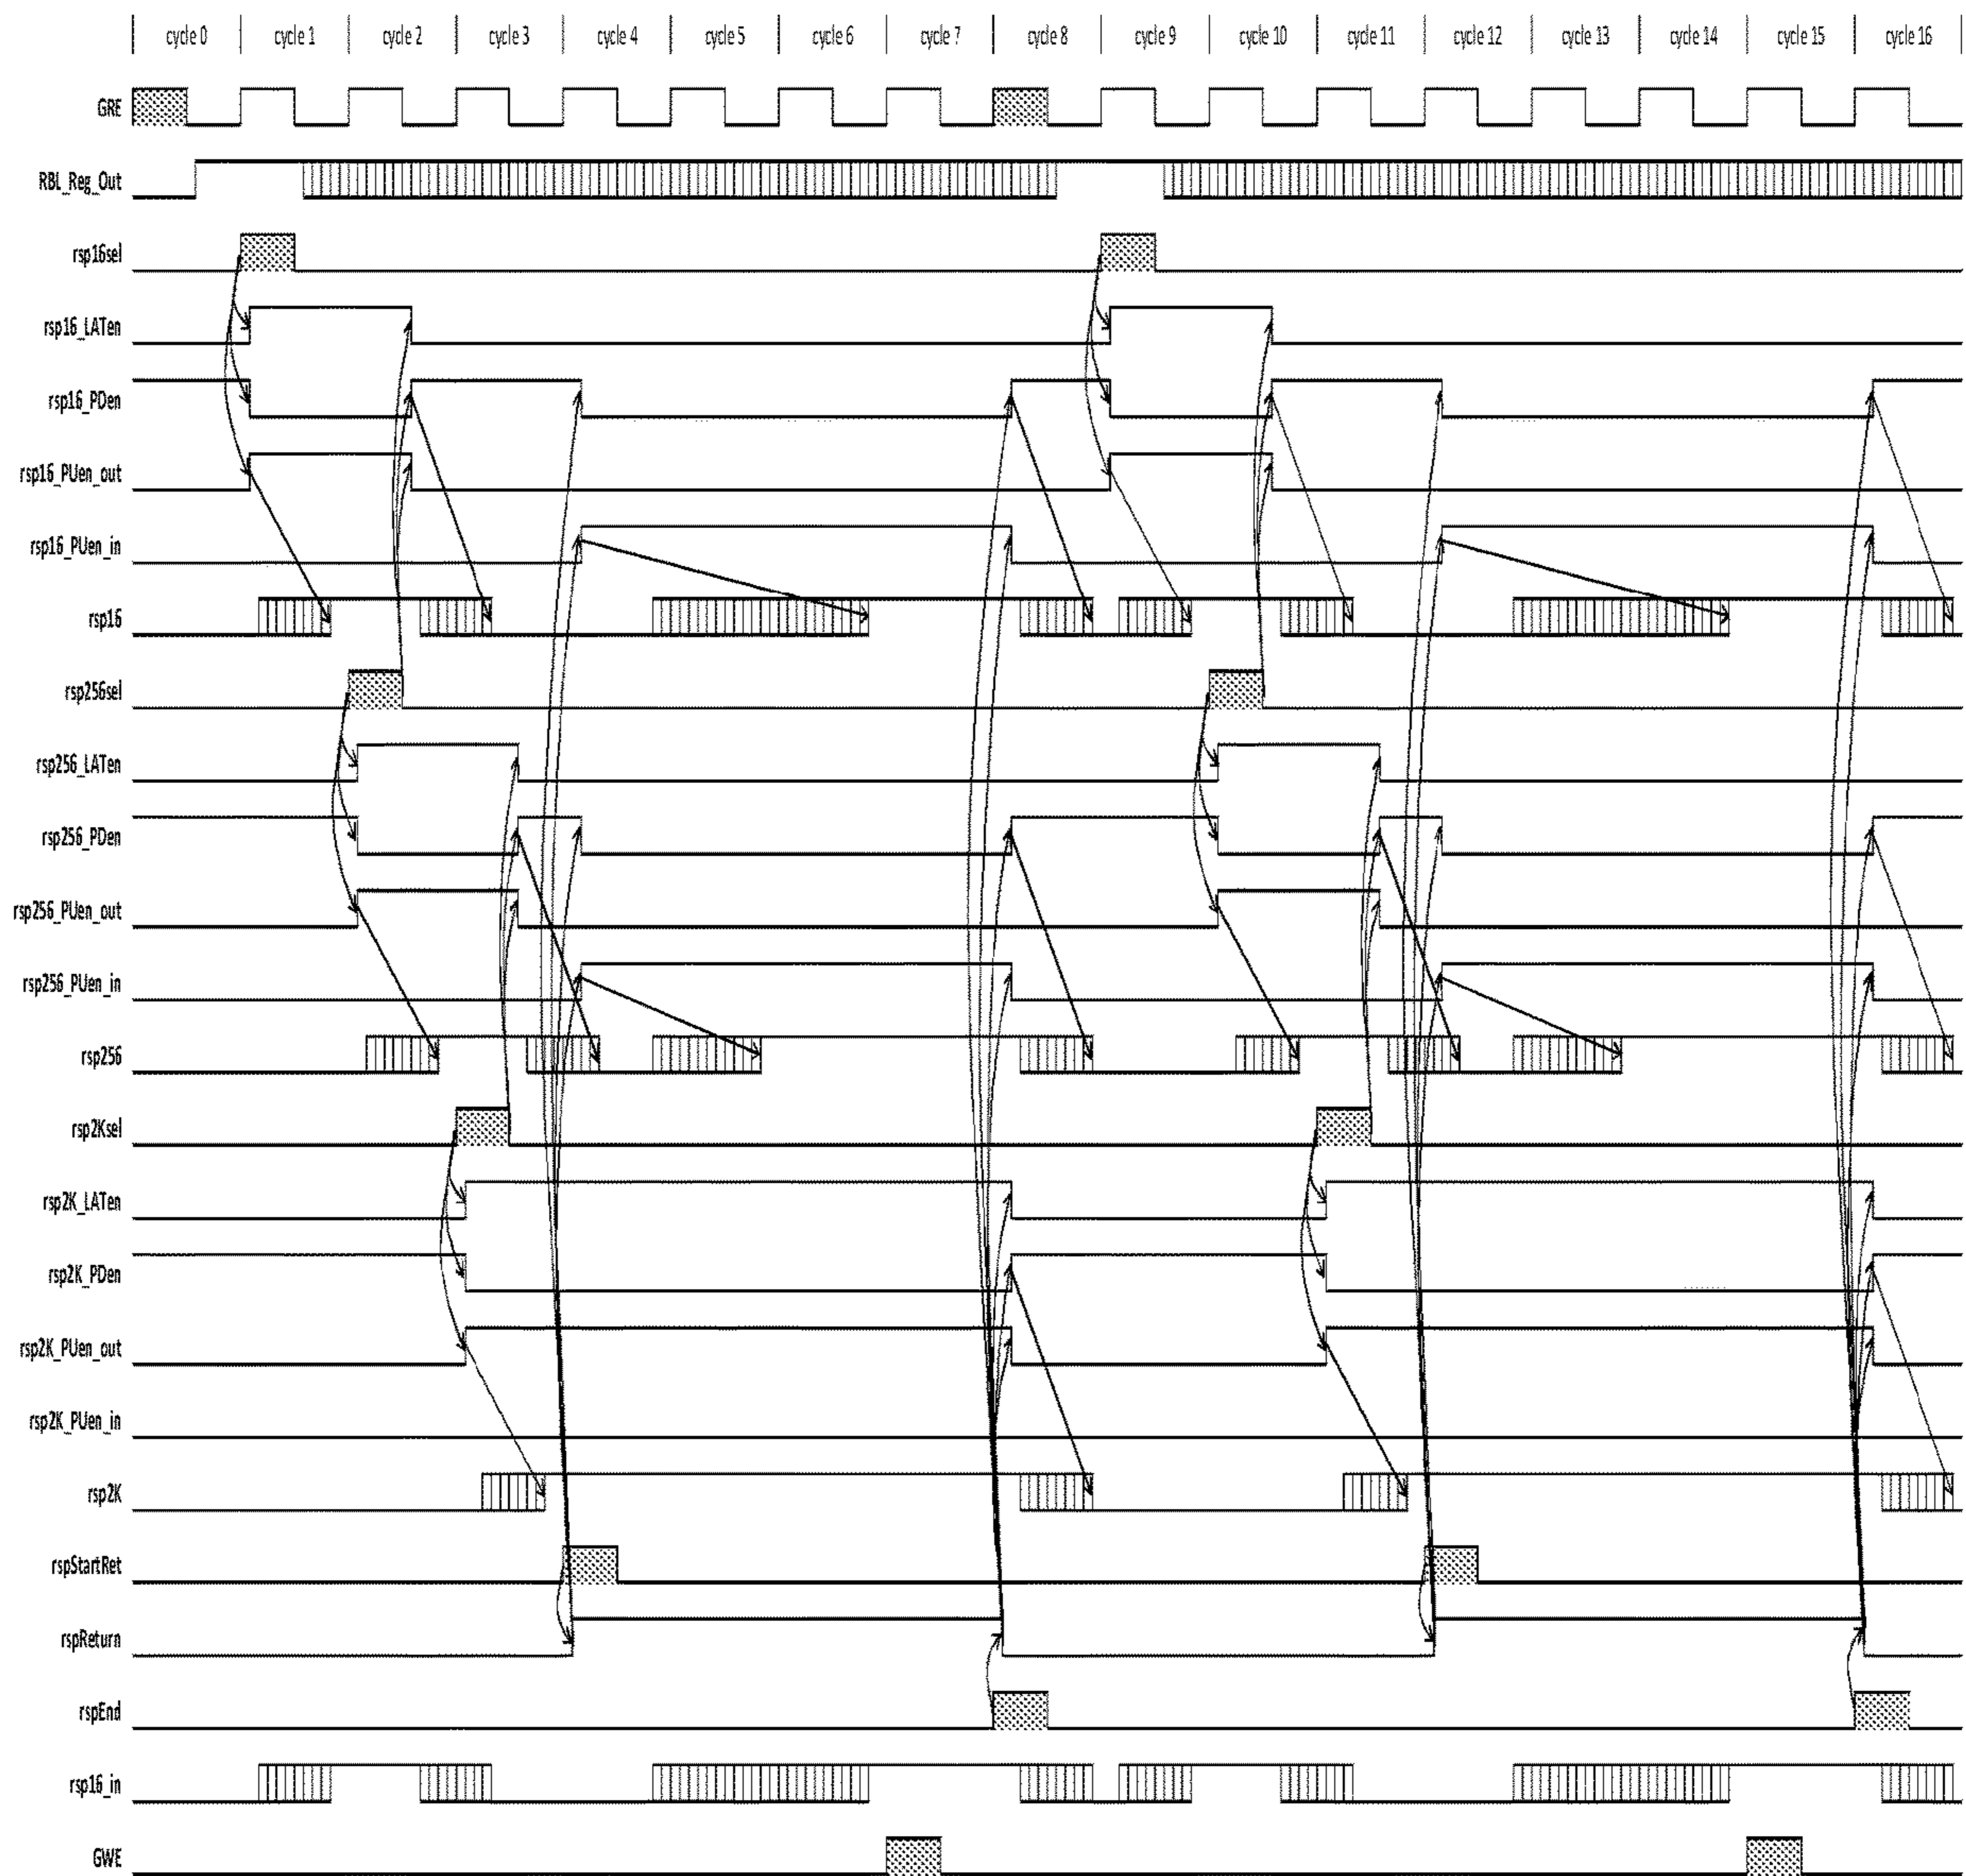 cycle 0 cycle 1 cycle 2 cycle 3 cycle 4 cycle 5 cycle 6 cycle 7 cycle 8 cycle 9 cycle 10 cycle 11 cycle 12 cycle 13 cycle 14 cycle 15 cycle 16
GRE
RBL_Reg_Out
rsp16sel
rsp16_LATen
rsp16_PDen
rsp16_PUen_out
rsp16_PUen_in
rsp16
rsp256sel
rsp256_LATen
rsp256_PDen
rsp256_PUen_out
rsp256_PUen_in
rsp256
rsp2Ksel
rsp2K_LATen
rsp2K_PDen
rsp2K_PUen_out
rsp2K_PUen_in
rsp2K
rspStartRet
rspReturn
rspEnd
rsp16_in
GWE